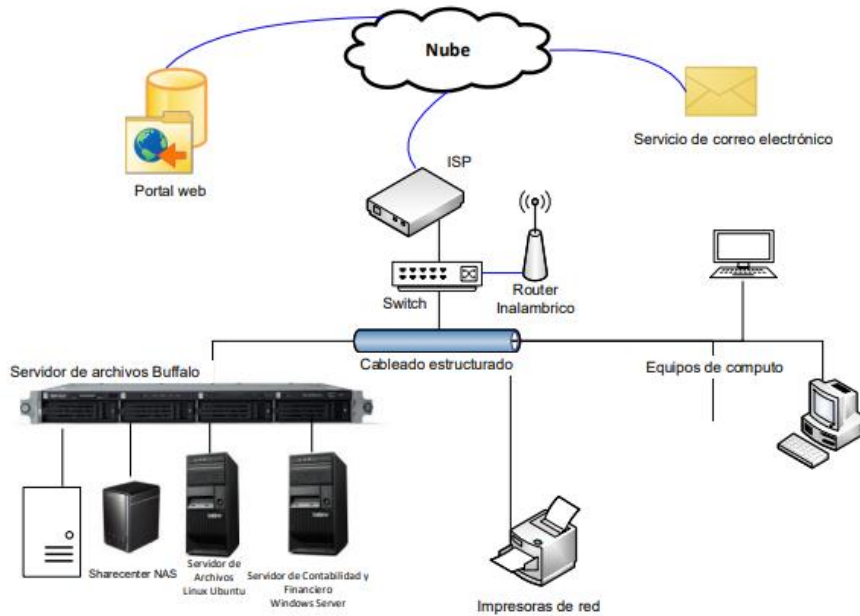 Nube
Servicio de correo electrónico
Portal web
ISP
Switch
Router
Inalambrico
Cableado estructurado
Equipos de computo
Servidor de archivos Buffalo
Sharecenter NAS
Servidor de
Archivos
Linux Ubuntu
Servidor de Contabilidad y
Financiero
Windows Server
Impresoras de red